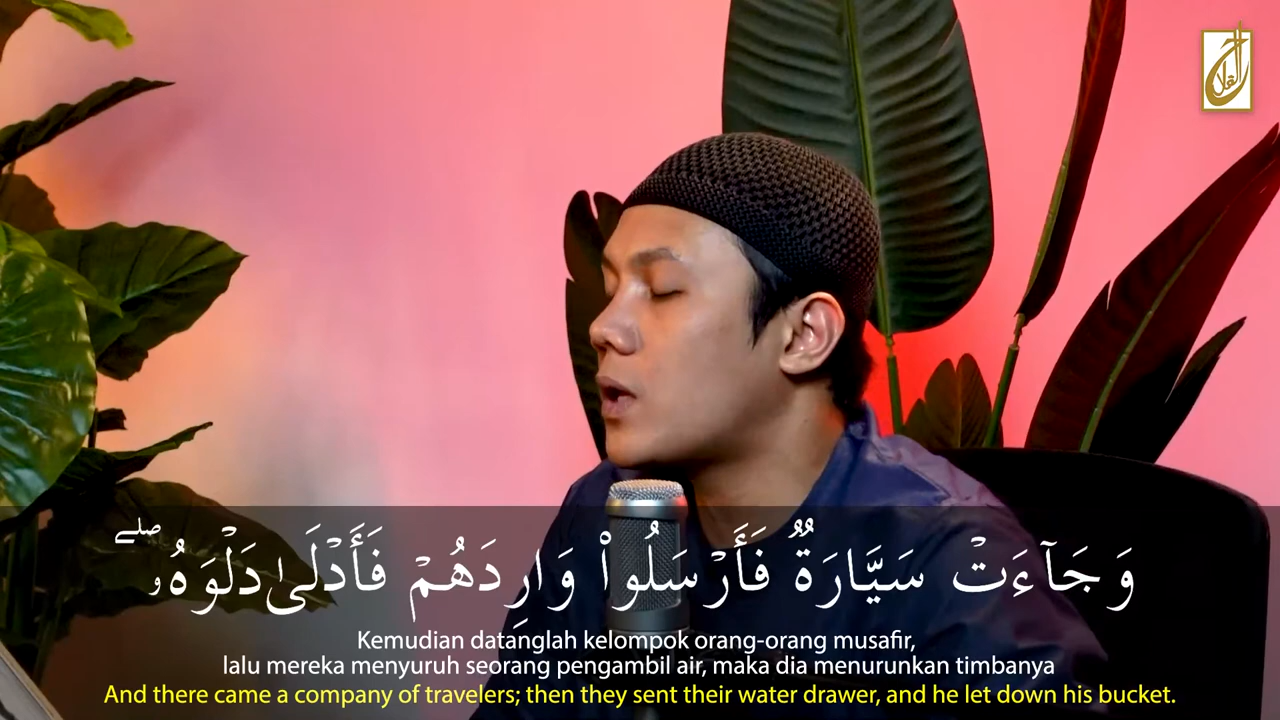 وَجَآءَتْ سَيَّارَةٌ فَأَرْسَلُوا۟ وَارِدَهُمْ فَأَدْلَىٰ دَلْوَهُۥ ۖ
Kemudian datanglah kelompok orang-orang musafir,
lalu mereka menyuruh seorang pengambil air, maka dia menurunkan timbanya
And there came a company of travelers; then they sent their water drawer, and he let down his bucket.